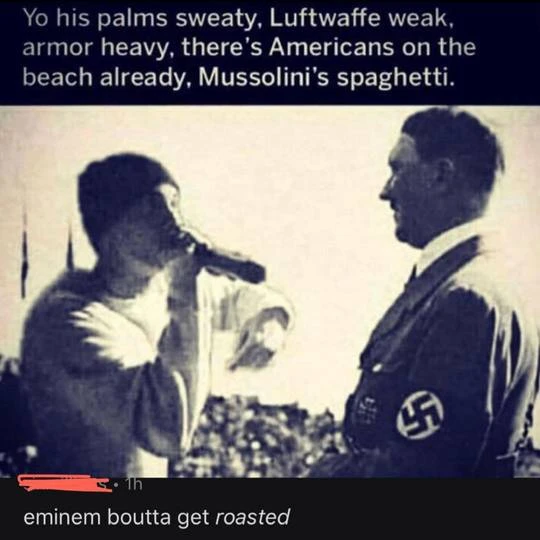 Yo his palms sweaty, Luftwaffe weak,
armor heavy, there's Americans on the
beach already, Mussolini's spaghetti.
s • 1h
eminem boutta get roasted